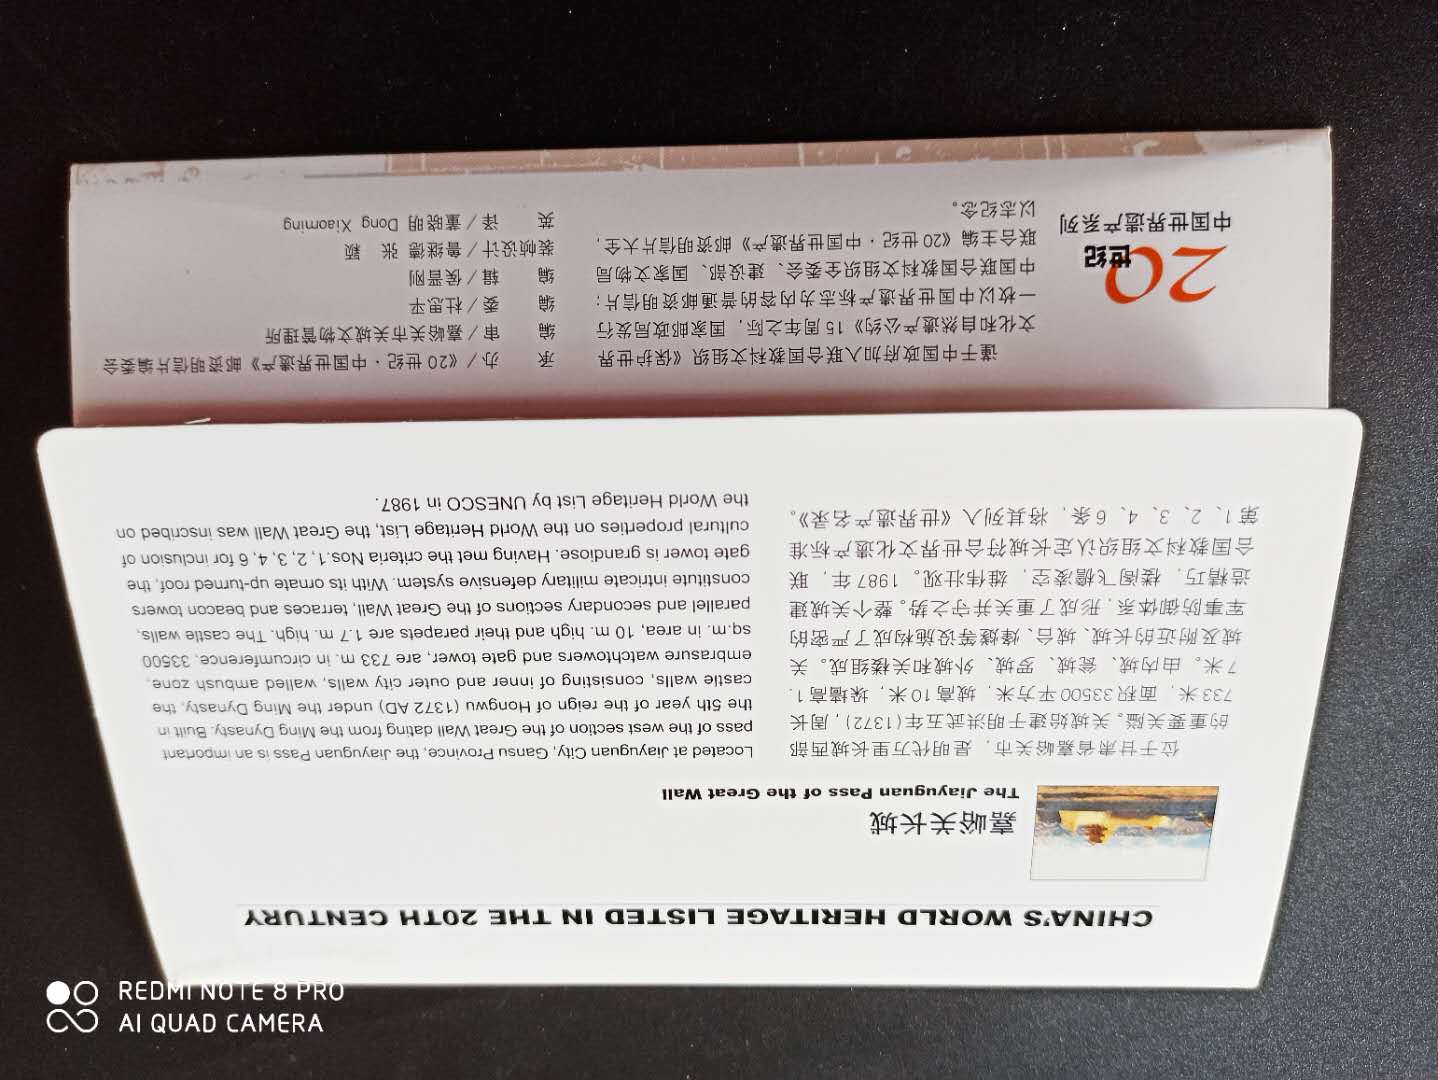 CHINA'S WORLD HERITAGE LISTED IN THE 20TH CENTURY
嘉峪关长城
The Jiayuguan Pass of the Great Wall
位于甘肃省嘉峪关市，是明代万里长城西部
的重要关隘。关城始建于明洪武五年(1372)，周长
733米，面积33500平方米，城高10米，垛墙高1.
7米。由内城、瓮城、罗城、外城和关楼组成。关
城及附近的长城、城台、烽燧等设施构成了严密的
军事防御体系，形成了重关并守之势。整个关城建
造精巧，楼阁飞檐凌空，雄伟壮观。1987年，联
合国教科文组织认定长城符合世界文化遗产标准
第1、2、3、4、6条，将其列入《世界遗产名录》。
Located at Jiayuguan City, Gansu Province, the Jiayuguan Pass is an important
pass of the west section of the Great Wall dating from the Ming Dynasty. Built in
the 5th year of the reign of Hongwu (1372 AD) under the Ming Dynasty, the
castle walls, consisting of inner and outer city walls, walled ambush zone,
embrasure watchtowers and gate tower, are 733 m. in circumference, 33500
sq.m. in area, 10 m. high and their parapets are 1.7 m. high. The castle walls,
parallel and secondary sections of the Great Wall, terraces and beacon towers
constitute intricate military defensive system. With its ornate up-turned roof, the
gate tower is grandiose. Having met the criteria Nos.1, 2, 3, 4, 6 for inclusion of
cultural properties on the World Heritage List, the Great Wall was inscribed on
the World Heritage List by UNESCO in 1987.
20世纪
中国世界遗产系列
谨于中国政府加入联合国教科文组织《保护世界
文化和自然遗产公约》15周年之际，国家邮政局发行
一枚以中国世界遗产标志为内容的普通邮资明信片；
中国联合国教科文组织全委会、建设部、国家文物局
联合主编《20世纪·中国世界遗产》邮资明信片大全，
以志纪念。
承 办／《20世纪·中国世界遗产》邮资明信片编委会
编 审／嘉峪关市关城文物管理所
编 委／杜思平
编 辑／侯晋刚
装帧设计／鲁继德 张 颖
英 译／董晓明 Dong Xiaoming
REDMI NOTE 8 PRO
AI QUAD CAMERA